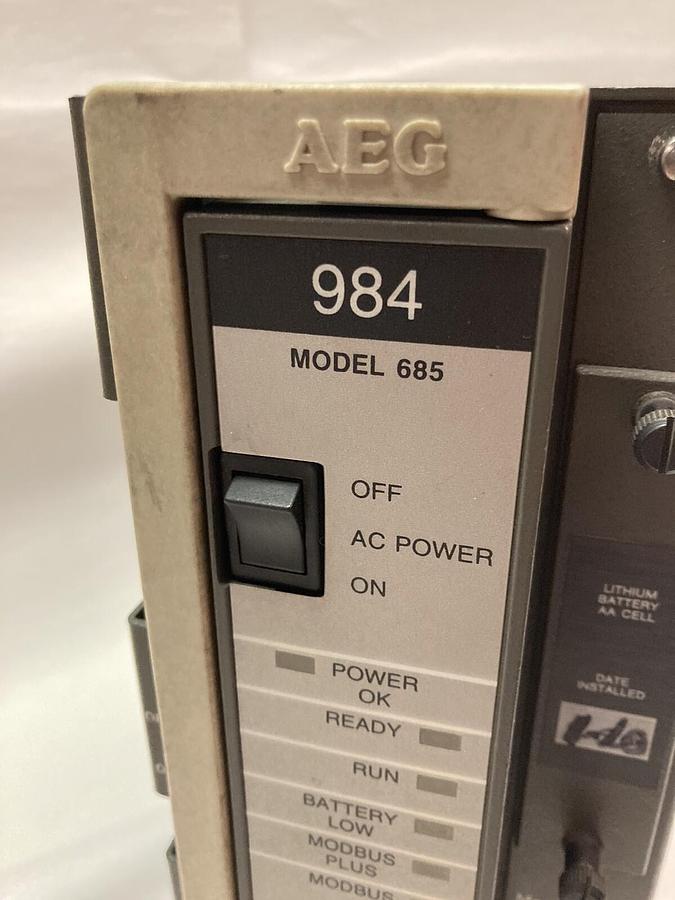 AEG
984
MODEL 685
OFF
AC POWER
ON
POWER
OK
READY
RUN
BATTERY
LOW
MODBUS
PLUS
MODBUS
LITHIUM
BATTERY
AA CELL
DATE
INSTALLED